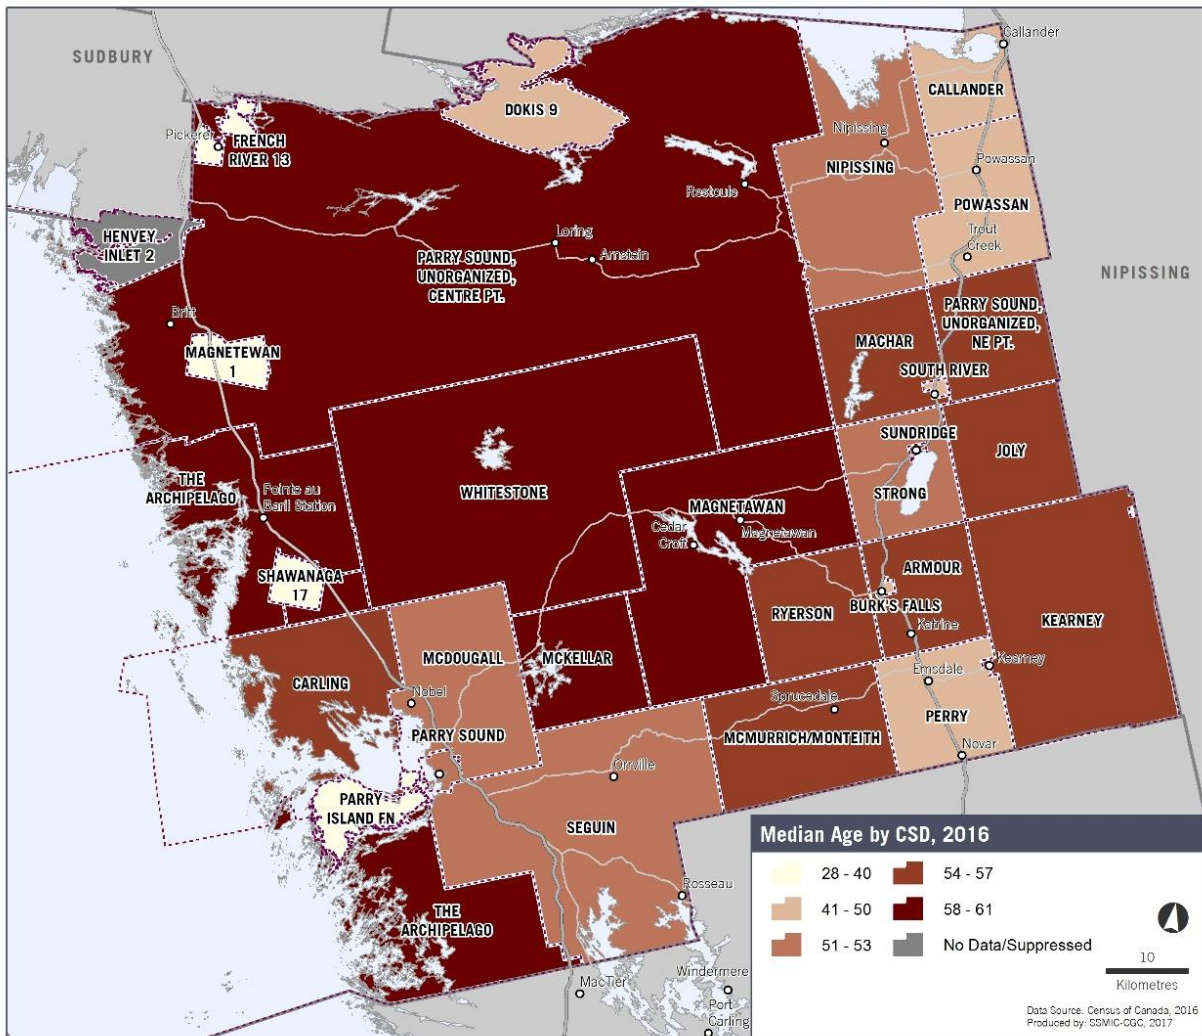 SUDBURY
Callander
CALLANDER
DOKIS 9
Pickerel
FRENCH
RIVER 13
Nipissing
NIPISSING
Powassan
POWASSAN
Restoule
Trout
Creek
HENVEY
INLET 2
Loring
Arnstein
PARRY SOUND,
UNORGANIZED,
CENTRE PT.
NIPISSING
Britt
MAGNETEWAN
1
MACHAR
PARRY SOUND,
UNORGANIZED,
NE PT.
SOUTH RIVER
SUNDRIDGE
JOLY
STRONG
THE
ARCHIPELAGO
Pointe au
Baril Station
WHITESTONE
MAGNETAWAN
Magnetawan
Cedar
Croft
SHAWANAGA
17
ARMOUR
RYERSON
BURK'S FALLS
Katrine
KEARNEY
MCDOUGALL
MCKELLAR
Kearney
Emsdale
CARLING
Nobel
Sprucedale
PERRY
MCMURRICH/MONTEITH
PARRY SOUND
Novar
Orrville
PARRY
ISLAND FN
SEGUIN
Rosseau
THE
ARCHIPELAGO
MacTier
Windermere
Port
Carling
Median Age by CSD, 2016
28 - 40
54 - 57
41 - 50
58 - 61
51 - 53
No Data/Suppressed
10
Kilometres
Data Source: Census of Canada, 2016
Produced by: SSMIC-CGC, 2017